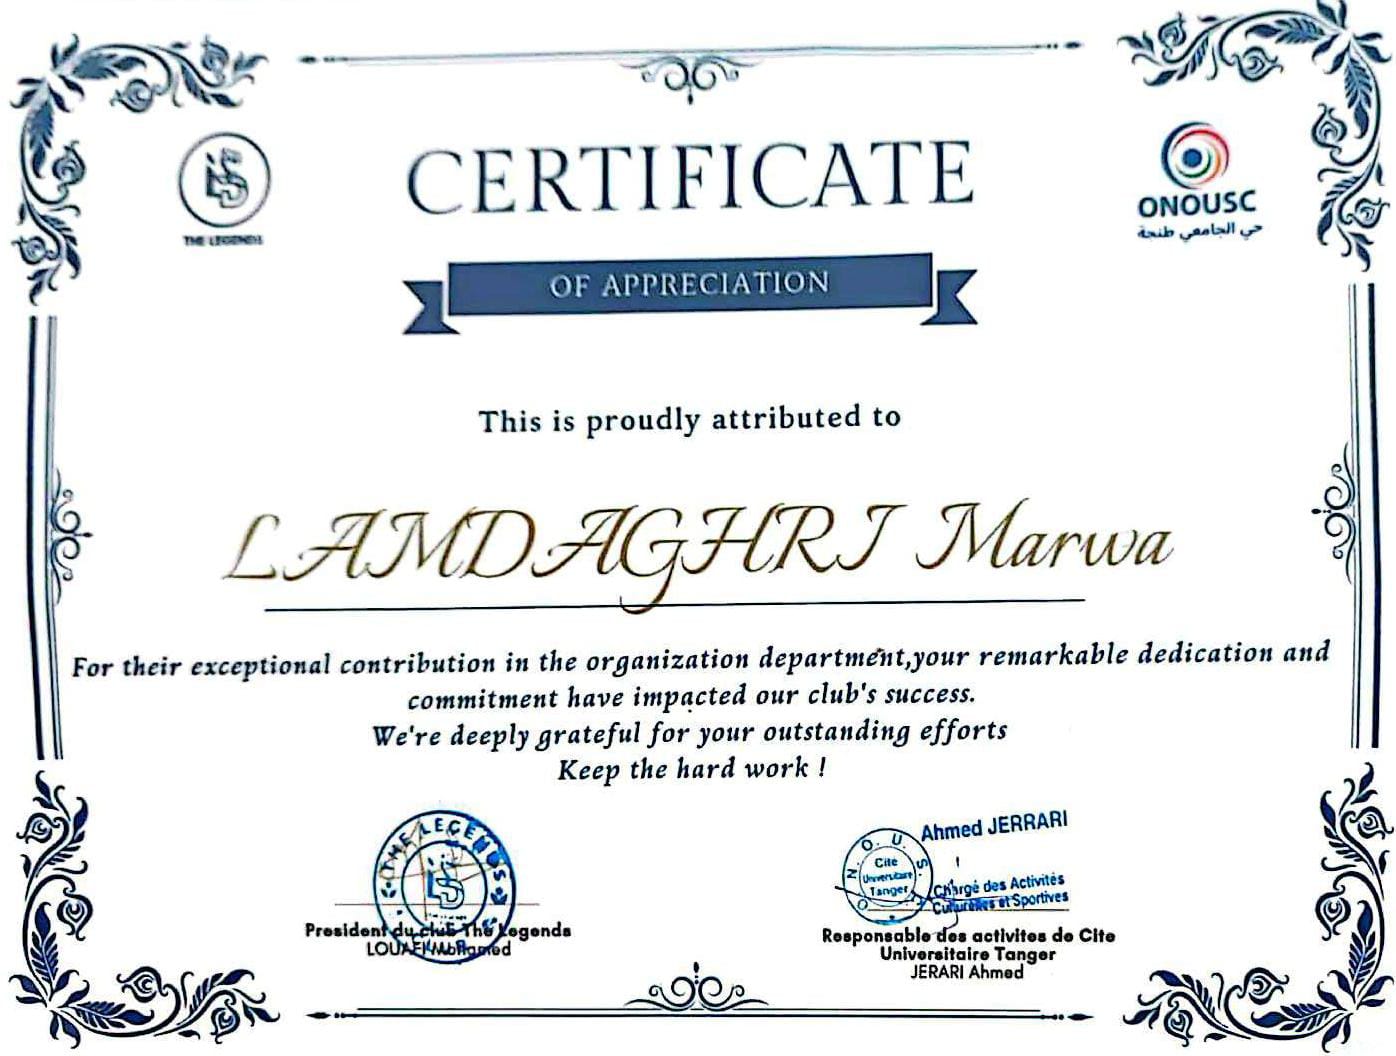 THE LEGENDS
CERTIFICATE
OF APPRECIATION
ONOUSC
حي الجامعي طنجة
This is proudly attributed to
LAMDAGHRI Marwa
For their exceptional contribution in the organization department,your remarkable dedication and
commitment have impacted our club's success.
We're deeply grateful for your outstanding efforts
Keep the hard work !
THE LEGENDS
President du club The Legends
LOUAFI Mohamed
O.N.O.U.S.C
Cité
Universitaire
Tanger
Ahmed JERRARI
Chargé des Activités
Culturelles et Sportives
Responsable des activites de Cite
Universitaire Tanger
JERARI Ahmed